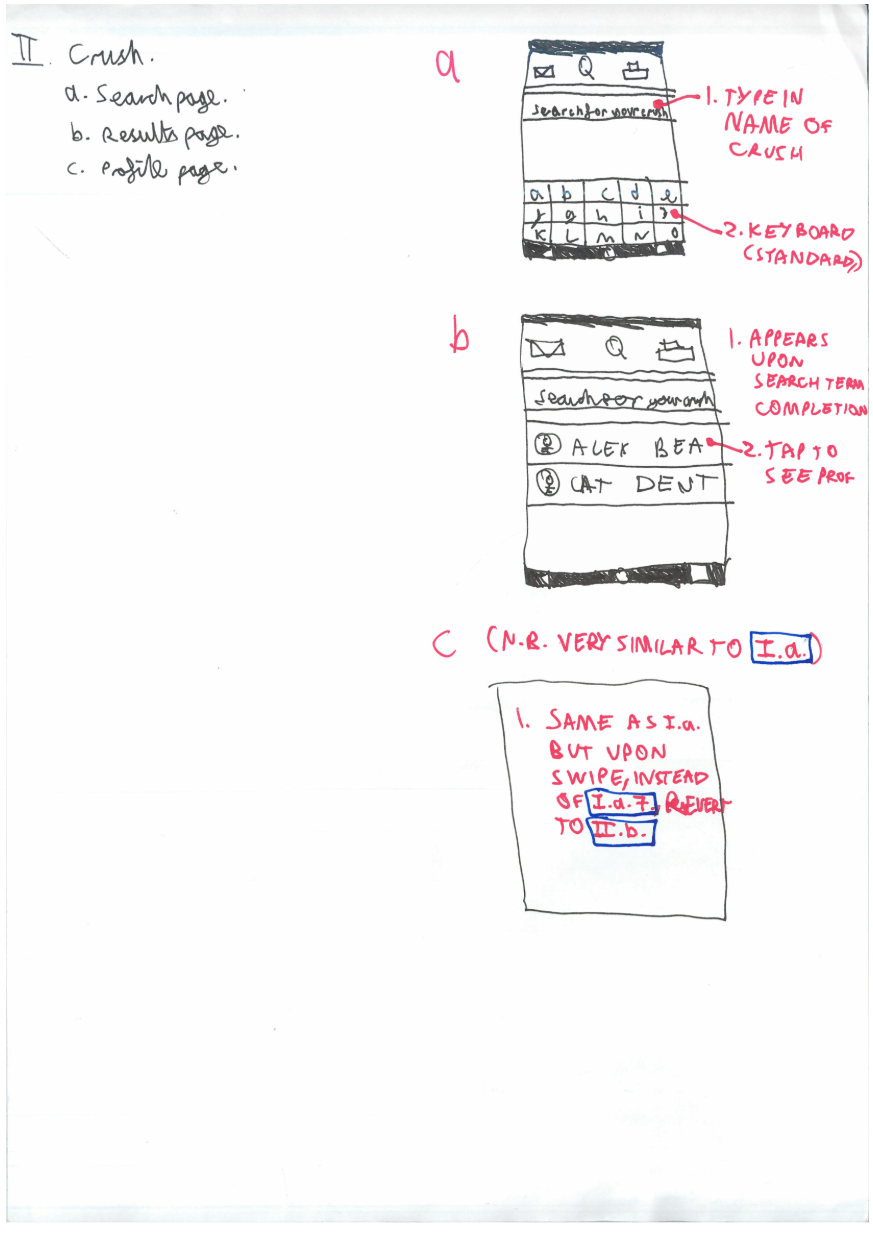 II. Crush.
a. Search page.
b. Results page.
c. Profile page.
a
Q
search for your crush
1. TYPE IN
NAME OF
CRUSH
a b c d e
f g h i j
K L M N O
2. KEYBOARD
(STANDARD)
b
Q
Search for your crush
1. APPEARS
UPON
SEARCH TERM
COMPLETION
ALEX BEA
2. TAP TO
SEE PROF
CAT DENT
C (N.B. VERY SIMILAR TO I.a.)
1. SAME AS I.a.
BUT UPON
SWIPE, INSTEAD
OF I.a.7. REVERT
TO II.b.